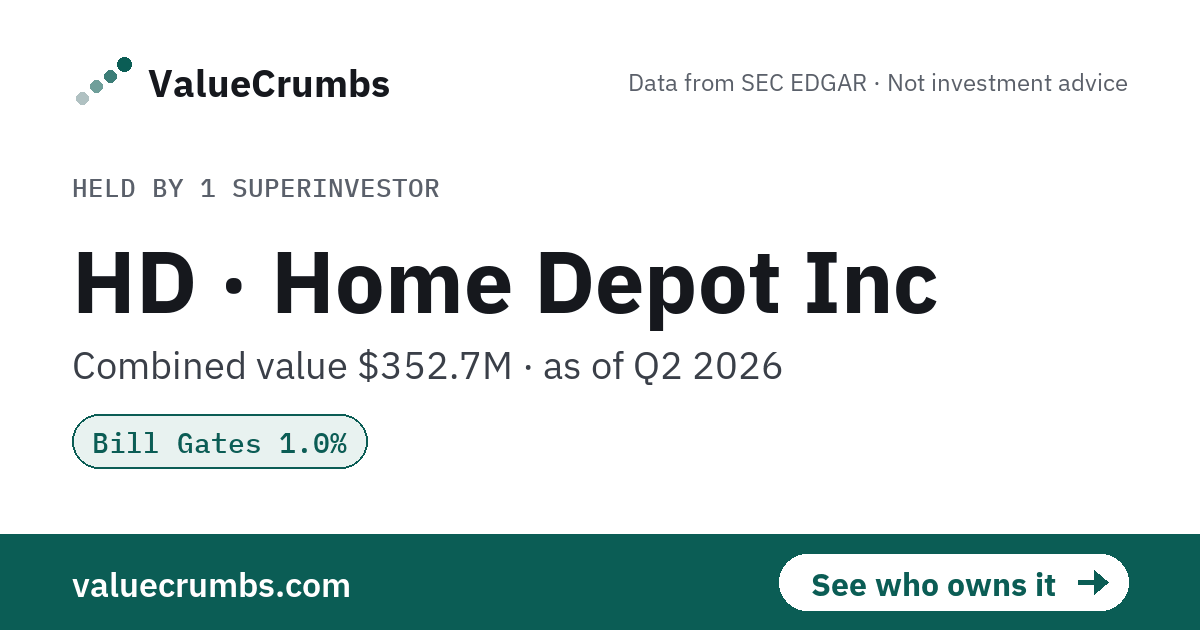 ValueCrumbs
Data from SEC EDGAR · Not investment advice
HELD BY 1 SUPERINVESTOR
HD · Home Depot Inc
Combined value $352.7M · as of Q2 2026
Bill Gates 1.0%
valuecrumbs.com
See who owns it →